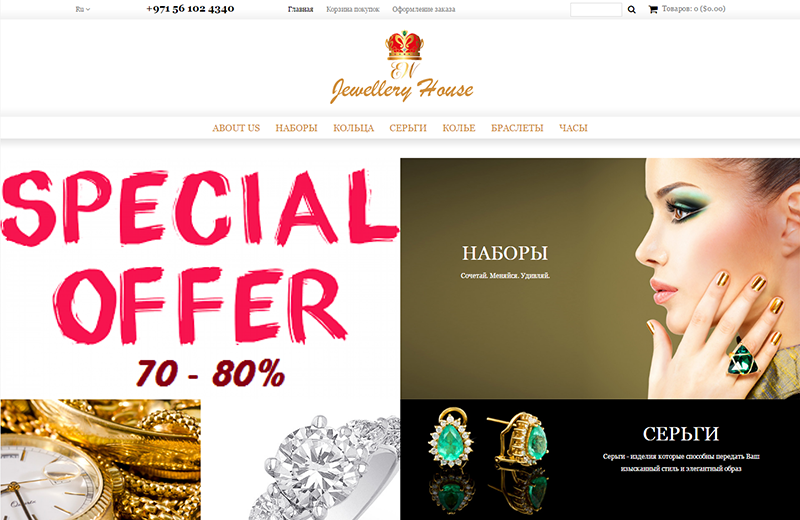 Ru
+971 56 102 4340
Главная
Корзина покупок
Оформление заказа
Товаров: 0 ($0.00)
EN
Jewellery House
ABOUT US
НАБОРЫ
КОЛЬЦА
СЕРЬГИ
КОЛЬЕ
БРАСЛЕТЫ
ЧАСЫ
SPECIAL
OFFER
70 - 80%
НАБОРЫ
Сочетай. Меняйся. Удивляй.
СЕРЬГИ
Серьги - изделия которые способны передать Ваш
изысканный стиль и элегантный образ